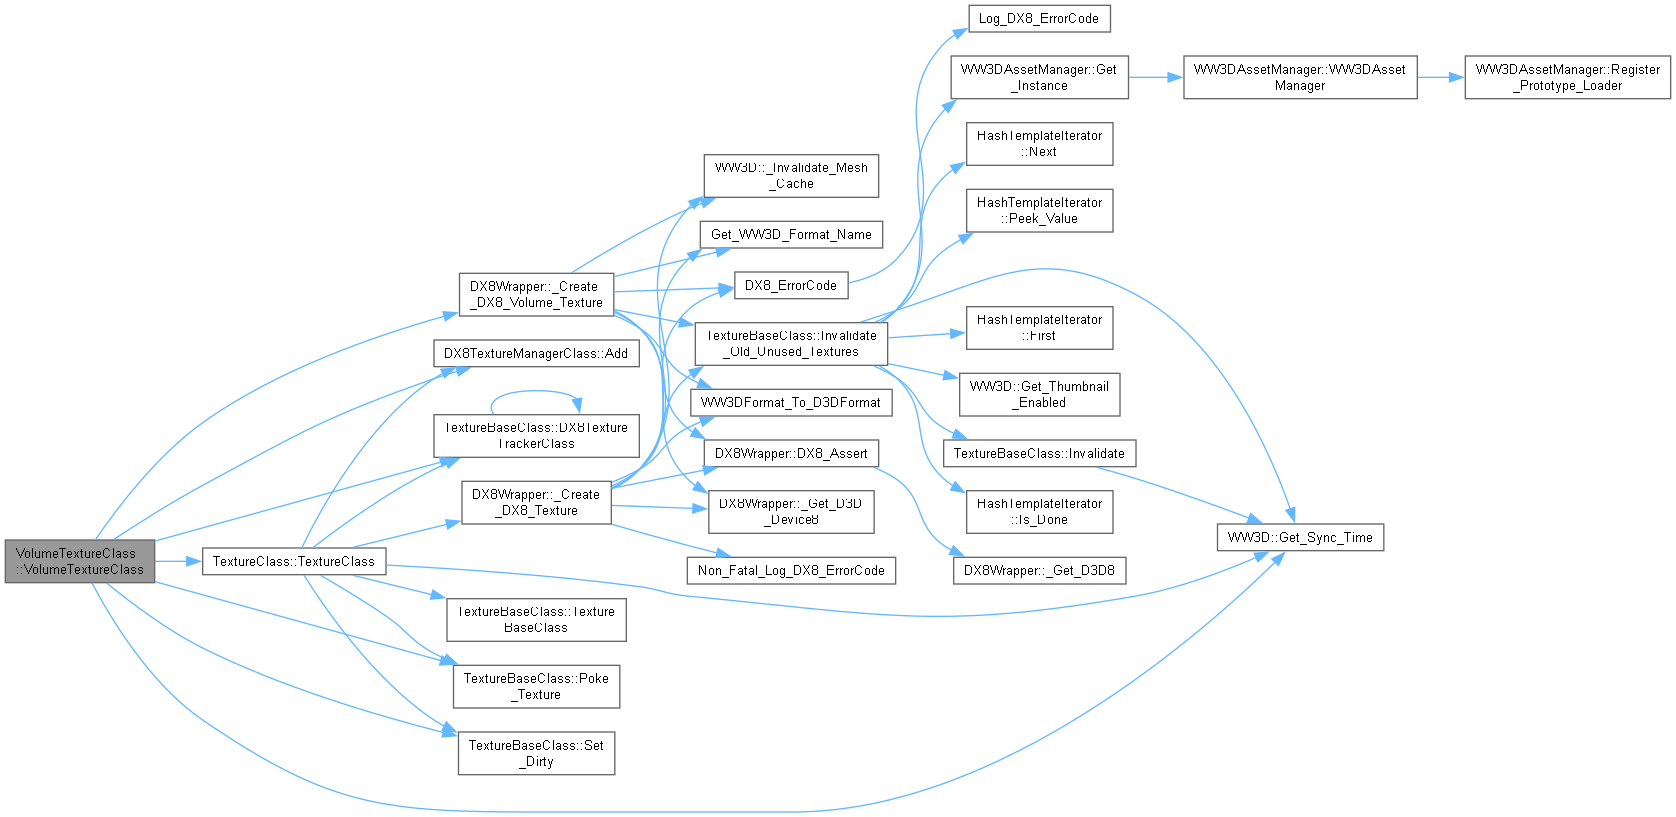 VolumeTextureClass
::VolumeTextureClass
DX8Wrapper::_Create
_DX8_Volume_Texture
DX8TextureManagerClass::Add
TextureBaseClass::DX8Texture
TrackerClass
DX8Wrapper::_Create
_DX8_Texture
TextureClass::TextureClass
TextureBaseClass::Texture
BaseClass
TextureBaseClass::Poke
_Texture
TextureBaseClass::Set
_Dirty
WW3D::_Invalidate_Mesh
_Cache
Get_WW3D_Format_Name
DX8_ErrorCode
TextureBaseClass::Invalidate
_Old_Unused_Textures
WW3DFormat_To_D3DFormat
DX8Wrapper::DX8_Assert
DX8Wrapper::_Get_D3D
_Device8
Non_Fatal_Log_DX8_ErrorCode
Log_DX8_ErrorCode
WW3DAssetManager::Get
_Instance
HashTemplateIterator
::Next
HashTemplateIterator
::Peek_Value
HashTemplateIterator
::First
WW3D::Get_Thumbnail
_Enabled
TextureBaseClass::Invalidate
HashTemplateIterator
::Is_Done
DX8Wrapper::_Get_D3D8
WW3DAssetManager::WW3DAsset
Manager
WW3D::Get_Sync_Time
WW3DAssetManager::Register
_Prototype_Loader